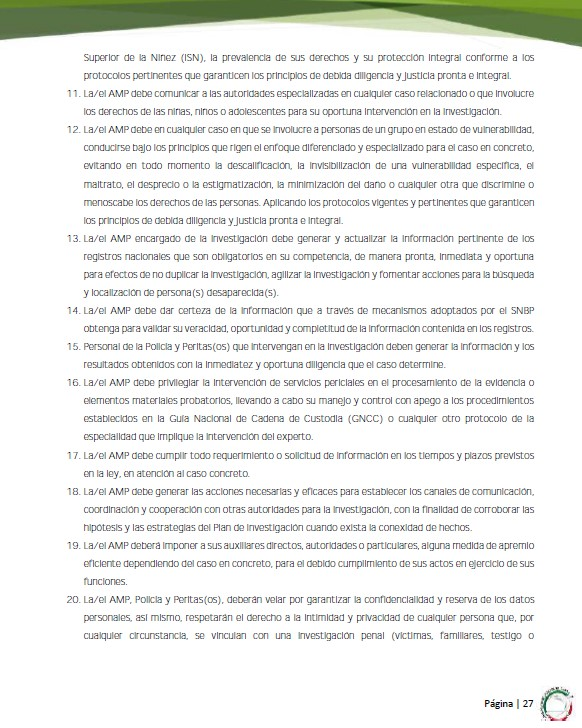 Superior de la Niñez (ISN), la prevalencia de sus derechos y su protección integral conforme a los
protocolos pertinentes que garanticen los principios de debida diligencia y justicia pronta e integral.
11. La/el AMP debe comunicar a las autoridades especializadas en cualquier caso relacionado o que involucre
los derechos de las niñas, niños o adolescentes para su oportuna intervención en la investigación.
12. La/el AMP debe en cualquier caso en que se involucre a personas de un grupo en estado de vulnerabilidad,
conducirse bajo los principios que rigen el enfoque diferenciado y especializado para el caso en concreto,
evitando en todo momento la descalificación, la invisibilización de una vulnerabilidad específica, el
maltrato, el desprecio o la estigmatización, la minimización del daño o cualquier otra que discrimine o
menoscabe los derechos de las personas. Aplicando los protocolos vigentes y pertinentes que garanticen
los principios de debida diligencia y justicia pronta e integral.
13. La/el AMP encargado de la investigación debe generar y actualizar la información pertinente de los
registros nacionales que son obligatorios en su competencia, de manera pronta, inmediata y oportuna
para efectos de no duplicar la investigación, agilizar la investigación y fomentar acciones para la búsqueda
y localización de persona(s) desaparecida(s).
14. La/el AMP debe dar certeza de la información que a través de mecanismos adoptados por el SNBP
obtenga para validar su veracidad, oportunidad y completitud de la información contenida en los registros.
15. Personal de la Policía y Peritas(os) que intervengan en la investigación deben generar la información y los
resultados obtenidos con la inmediatez y oportuna diligencia que el caso determine.
16. La/el AMP debe privilegiar la intervención de servicios periciales en el procesamiento de la evidencia o
elementos materiales probatorios, llevando a cabo su manejo y control con apego a los procedimientos
establecidos en la Guía Nacional de Cadena de Custodia (GNCC) o cualquier otro protocolo de la
especialidad que implique la intervención del experto.
17. La/el AMP debe cumplir todo requerimiento o solicitud de información en los tiempos y plazos previstos
en la ley, en atención al caso concreto.
18. La/el AMP debe generar las acciones necesarias y eficaces para establecer los canales de comunicación,
coordinación y cooperación con otras autoridades para la investigación, con la finalidad de corroborar las
hipótesis y las estrategias del Plan de Investigación cuando exista la conexidad de hechos.
19. La/el AMP deberá imponer a sus auxiliares directos, autoridades o particulares, alguna medida de apremio
eficiente dependiendo del caso en concreto, para el debido cumplimiento de sus actos en ejercicio de sus
funciones.
20. La/el AMP, Policía y Peritas(os), deberán velar por garantizar la confidencialidad y reserva de los datos
personales, así mismo, respetarán el derecho a la intimidad y privacidad de cualquier persona que, por
cualquier circunstancia, se vinculan con una investigación penal (víctimas, familiares, testigo o
Página | 27